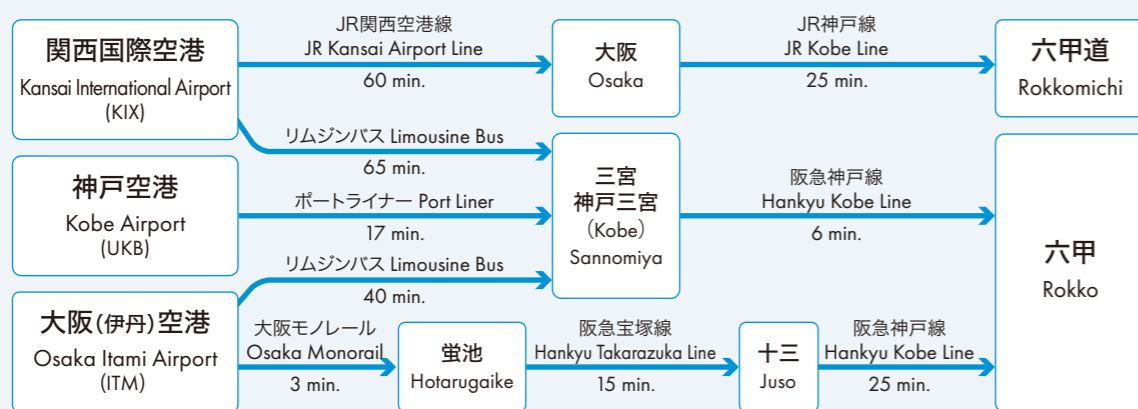 関西国際空港
Kansai International Airport
(KIX)
JR関西空港線
JR Kansai Airport Line
60 min.
大阪
Osaka
JR神戸線
JR Kobe Line
25 min.
六甲道
Rokkomichi
リムジンバス Limousine Bus
65 min.
神戸空港
Kobe Airport
(UKB)
ポートライナー Port Liner
17 min.
三宮
神戸三宮
(Kobe)
Sannomiya
阪急神戸線
Hankyu Kobe Line
6 min.
六甲
Rokko
リムジンバス Limousine Bus
40 min.
大阪(伊丹)空港
Osaka Itami Airport
(ITM)
大阪モノレール
Osaka Monorail
3 min.
蛍池
Hotarugaike
阪急宝塚線
Hankyu Takarazuka Line
15 min.
十三
Juso
阪急神戸線
Hankyu Kobe Line
25 min.